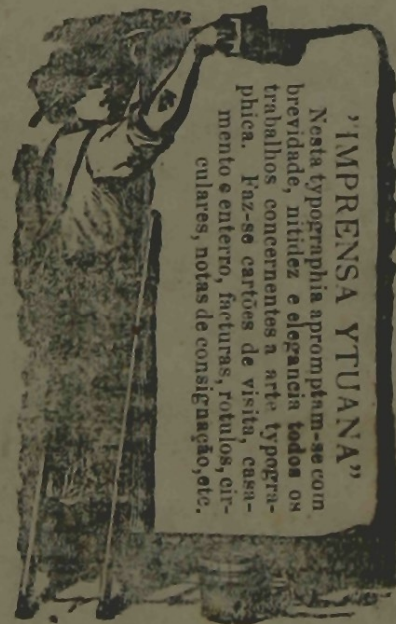 "IMPRENSA YTUANA"
Nesta typographia apromptam-se com
brevidade, nitidez e elegancia todos os
trabalhos concernentes a arte typogra-
phica. Faz-se cartões de visita, casa-
mento e enterro, facturas, rotulos, cir-
culares, notas de consignação, etc.